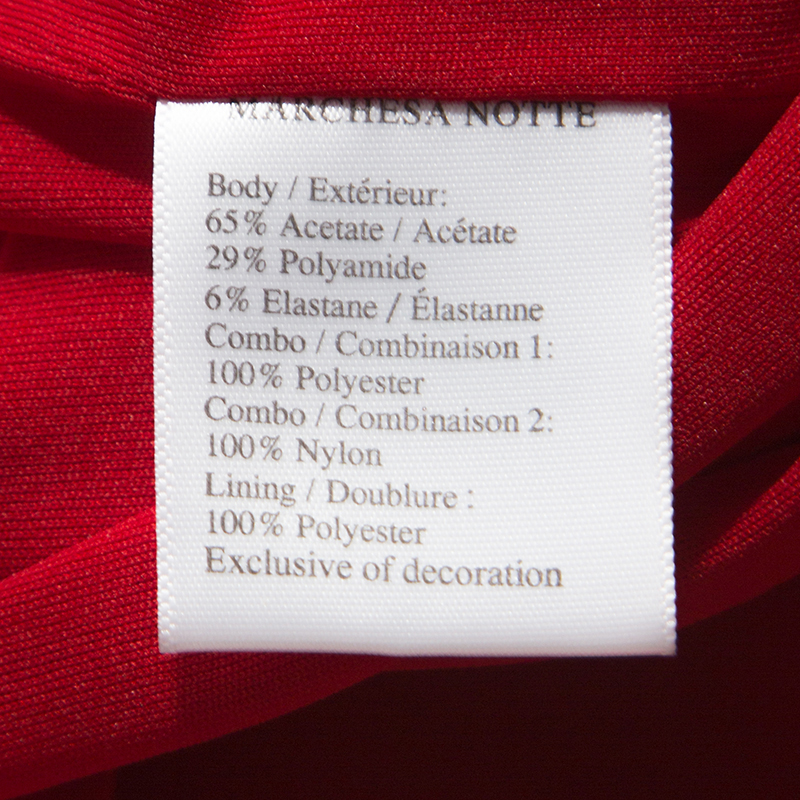 MARCHESA NOTTE
Body / Extérieur:
65% Acetate / Acétate
29% Polyamide
6% Elastane / Élastanne
Combo / Combinaison 1:
100% Polyester
Combo / Combinaison 2:
100% Nylon
Lining / Doublure :
100% Polyester
Exclusive of decoration